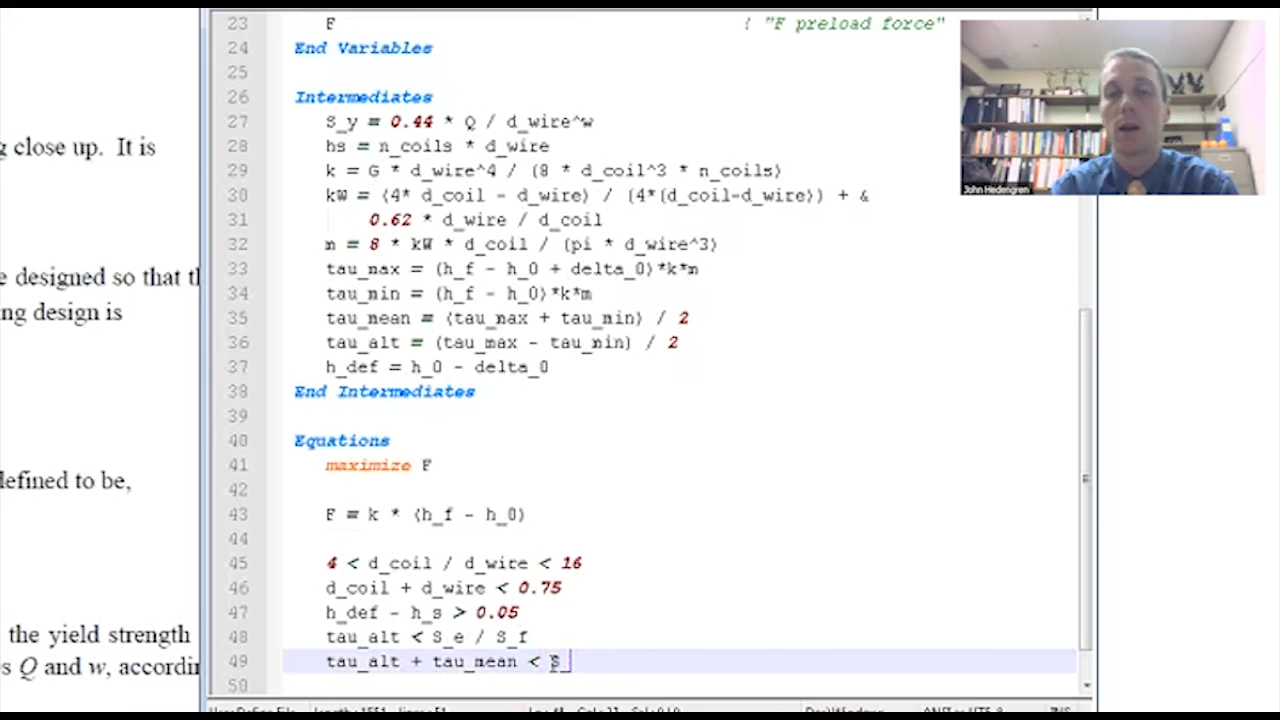 g close up. It is
e designed so that th
ng design is
lefined to be,
the yield strength
s Q and w, accordin
23 F ! "F preload force"
24 End Variables
25
26 Intermediates
27 S_y = 0.44 * Q / d_wire^w
28 hs = n_coils * d_wire
29 k = G * d_wire^4 / (8 * d_coil^3 * n_coils)
30 kW = (4* d_coil - d_wire) / (4*(d_coil-d_wire)) + &
31 0.62 * d_wire / d_coil
32 m = 8 * kW * d_coil / (pi * d_wire^3)
33 tau_max = (h_f - h_0 + delta_0)*k*m
34 tau_min = (h_f - h_0)*k*m
35 tau_mean = (tau_max + tau_min) / 2
36 tau_alt = (tau_max - tau_min) / 2
37 h_def = h_0 - delta_0
38 End Intermediates
39
40 Equations
41 maximize F
42
43 F = k * (h_f - h_0)
44
45 4 < d_coil / d_wire < 16
46 d_coil + d_wire < 0.75
47 h_def - h_s > 0.05
48 tau_alt < S_e / S_f
49 tau_alt + tau_mean < S_
50
John Hedengren